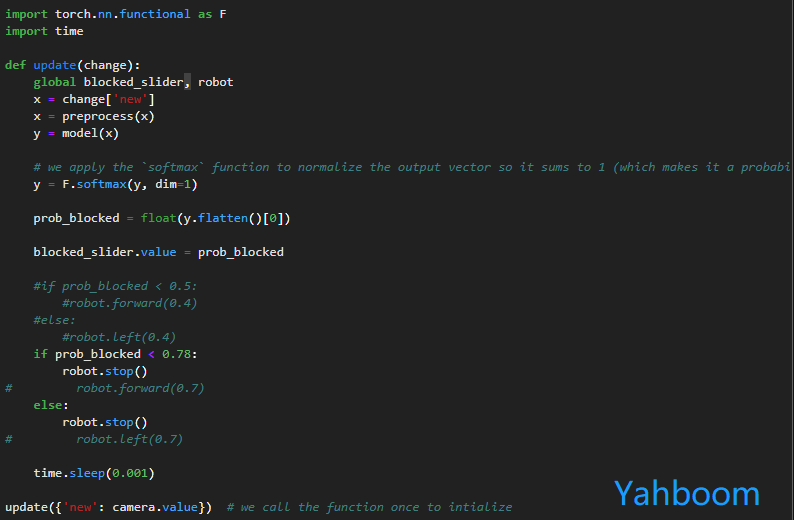 import torch.nn.functional as F
import time

def update(change):
    global blocked_slider, robot
    x = change['new']
    x = preprocess(x)
    y = model(x)

    # we apply the `softmax` function to normalize the output vector so it sums to 1 (which makes it a probabi
    y = F.softmax(y, dim=1)

    prob_blocked = float(y.flatten()[0])

    blocked_slider.value = prob_blocked

    #if prob_blocked < 0.5:
        #robot.forward(0.4)
    #else:
        #robot.left(0.4)
    if prob_blocked < 0.78:
        robot.stop()
#         robot.forward(0.7)
    else:
        robot.stop()
#         robot.left(0.7)

    time.sleep(0.001)

update({'new': camera.value})  # we call the function once to intialize
Yahboom